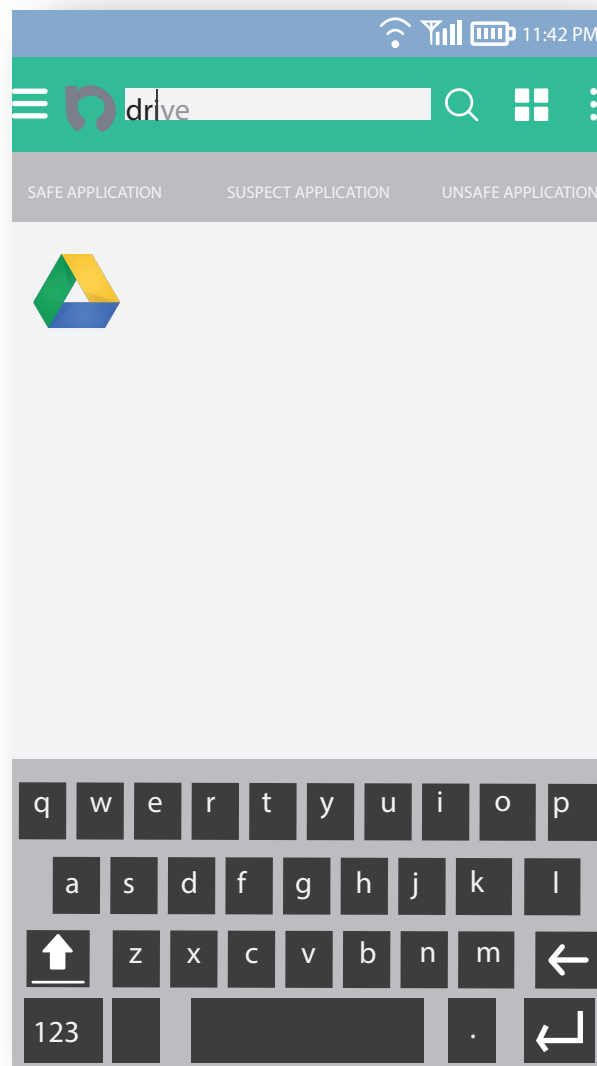 11:42 PM
drive
SAFE APPLICATION SUSPECT APPLICATION UNSAFE APPLICATION
q w e r t y u i o p
a s d f g h j k l
z x c v b n m
123 .